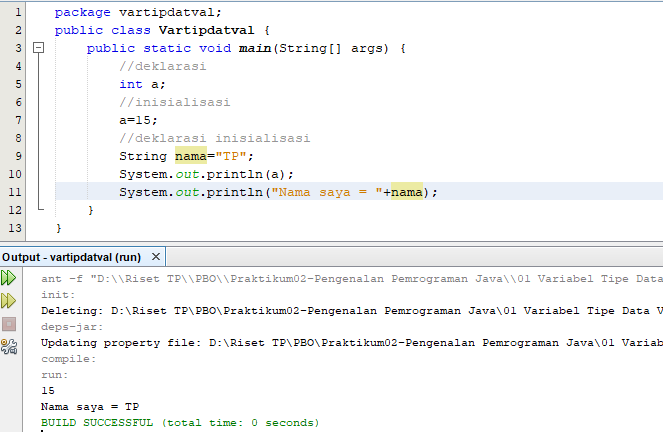 1 package vartipdatval;
2 public class Vartipdatval {
3 public static void main(String[] args) {
4 //deklarasi
5 int a;
6 //inisialisasi
7 a=15;
8 //deklarasi inisialisasi
9 String nama="TP";
10 System.out.println(a);
11 System.out.println("Nama saya = "+nama);
12 }
13 }
Output - vartipdatval (run) ×
ant -f "D:\\Riset TP\\PBO\\Praktikum02-Pengenalan Pemrograman Java\\01 Variabel Tipe Data
init:
Deleting: D:\Riset TP\PBO\Praktikum02-Pengenalan Pemrograman Java\01 Variabel Tipe Data V
deps-jar:
Updating property file: D:\Riset TP\PBO\Praktikum02-Pengenalan Pemrograman Java\01 Variab
compile:
run:
15
Nama saya = TP
BUILD SUCCESSFUL (total time: 0 seconds)